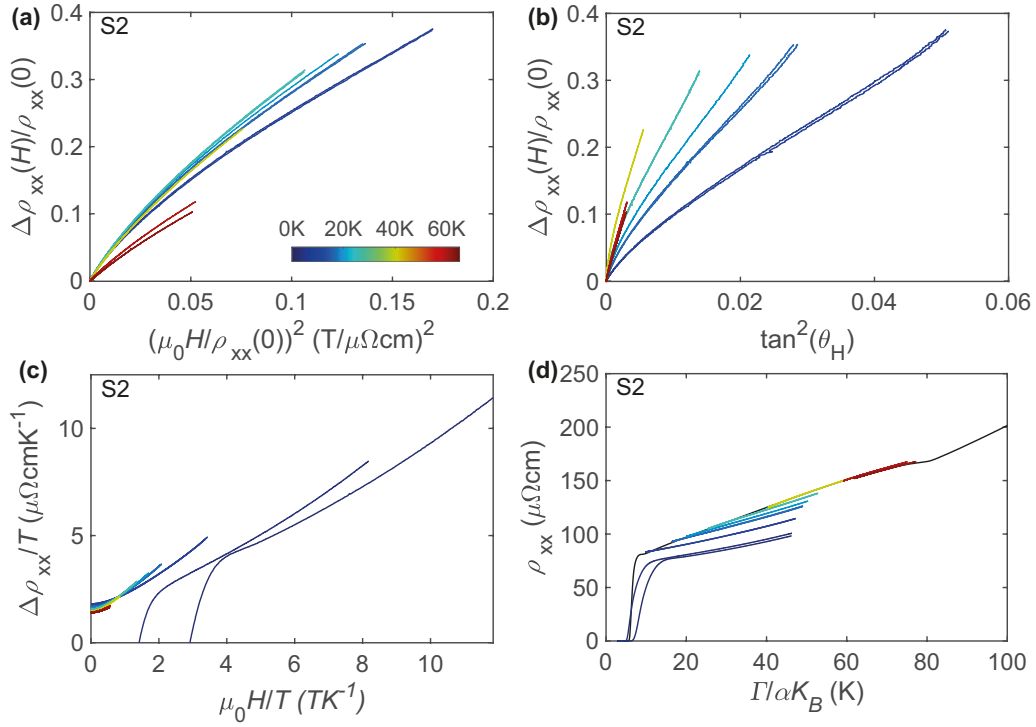 (a)
S2
0.4
0.3
0.2
0.1
0
Δρxx(H)/ρxx(0)
0K 20K 40K 60K
0 0.05 0.1 0.15 0.2
(μ0H/ρxx(0))² (T/μΩcm)²
(b)
S2
0.4
0.3
0.2
0.1
0
Δρxx(H)/ρxx(0)
0 0.02 0.04 0.06
tan²(θH)
(c)
S2
10
5
0
Δρxx/T (μΩcmK⁻¹)
0 2 4 6 8 10
μ0H/T (TK⁻¹)
(d)
S2
250
200
150
100
50
0
ρxx (μΩcm)
0 20 40 60 80 100
Γ/αKB (K)